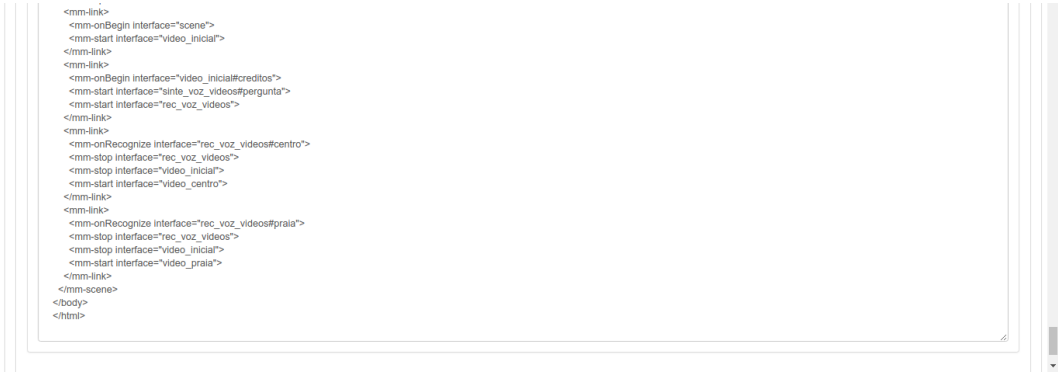 <mm-link>
<mm-onBegin interface="scene">
<mm-start interface="video_inicial">
</mm-link>
<mm-link>
<mm-onBegin interface="video_inicial#creditos">
<mm-start interface="sinte_voz_videos#pergunta">
<mm-start interface="rec_voz_videos">
</mm-link>
<mm-link>
<mm-onRecognize interface="rec_voz_videos#centro">
<mm-stop interface="rec_voz_videos">
<mm-stop interface="video_inicial">
<mm-start interface="video_centro">
</mm-link>
<mm-link>
<mm-onRecognize interface="rec_voz_videos#praia">
<mm-stop interface="rec_voz_videos">
<mm-stop interface="video_inicial">
<mm-start interface="video_praia">
</mm-link>
</mm-scene>
</body>
</html>